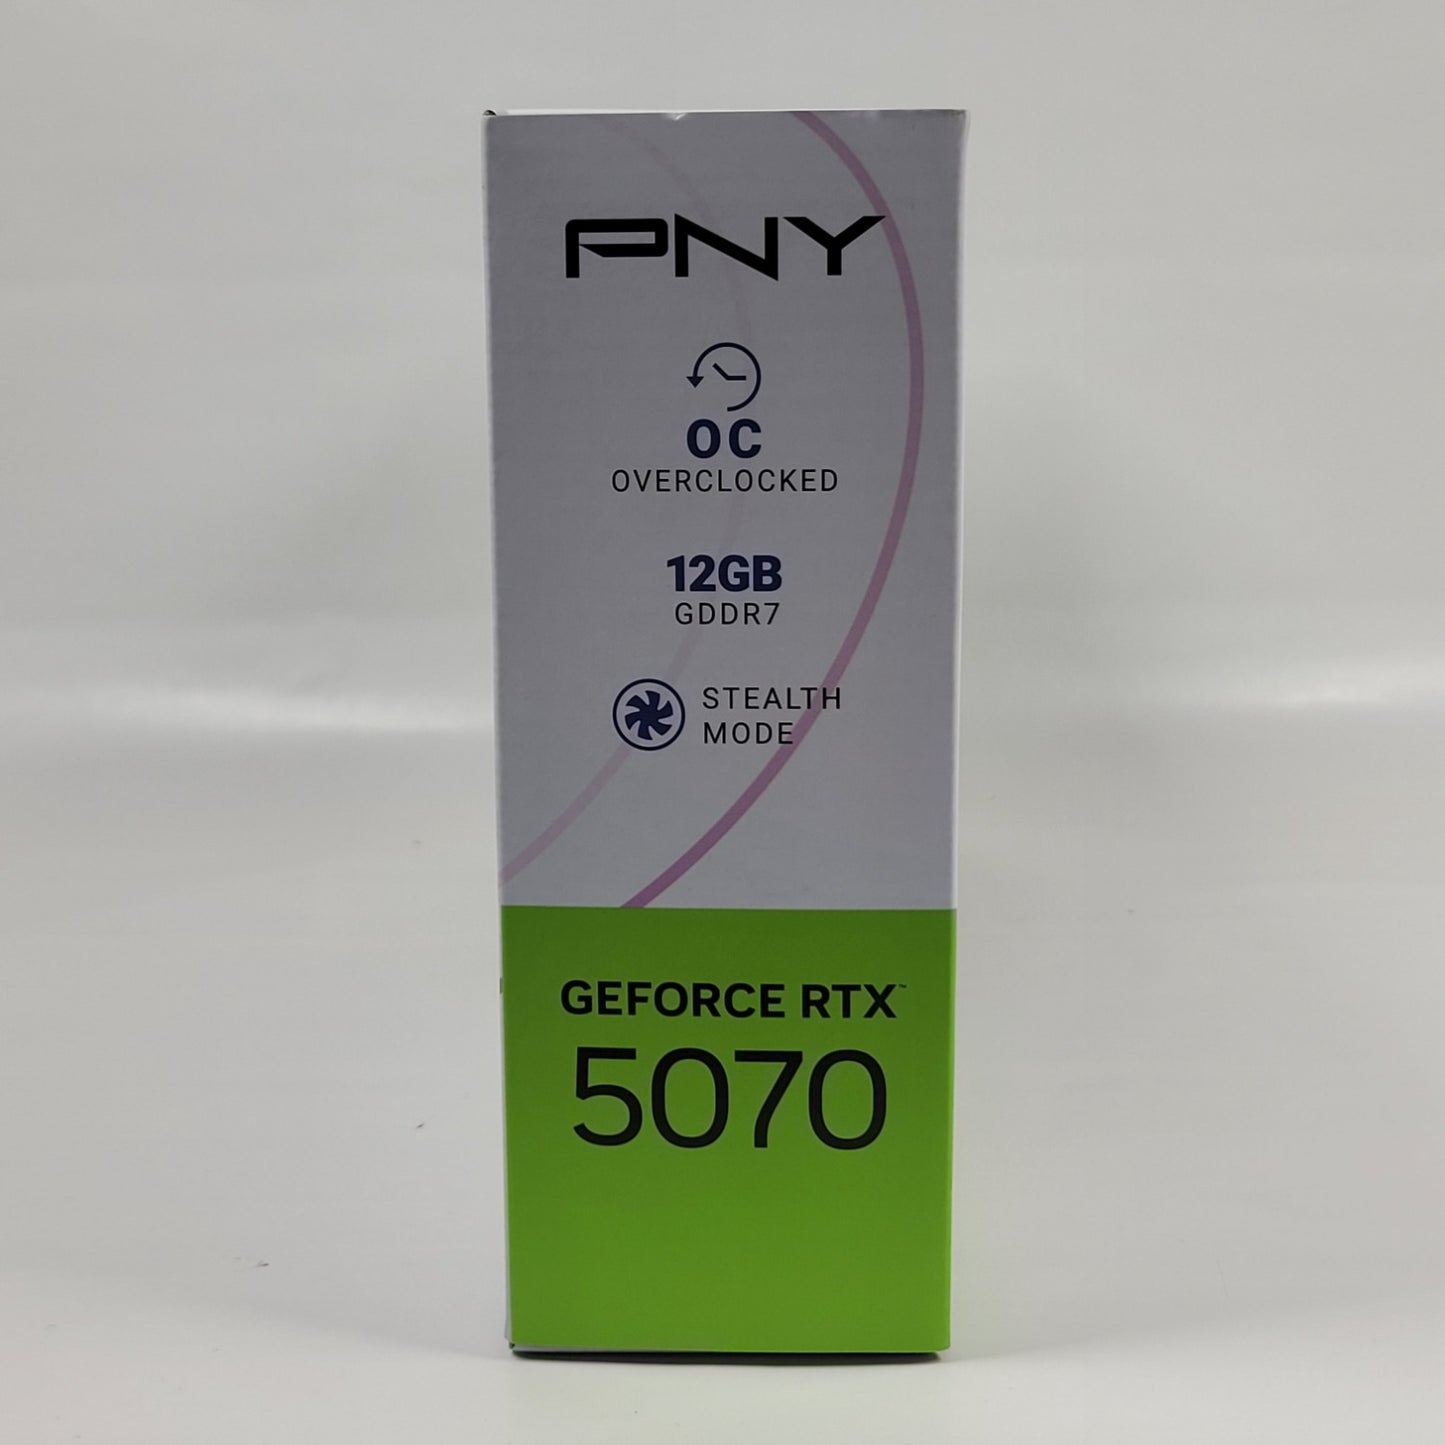 PNY
OC
OVERCLOCKED
12GB
GDDR7
STEALTH
MODE
GEFORCE RTX™
5070